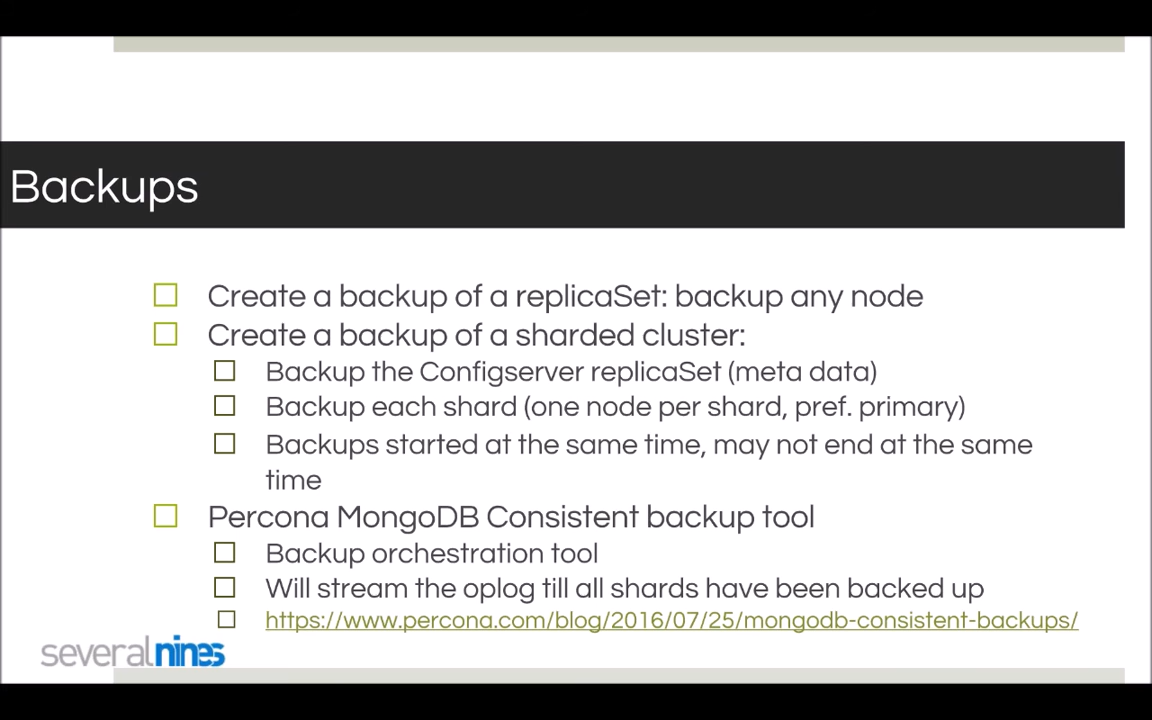 Backups
Create a backup of a replicaSet: backup any node
Create a backup of a sharded cluster:
Backup the Configserver replicaSet (meta data)
Backup each shard (one node per shard, pref. primary)
Backups started at the same time, may not end at the same
time
Percona MongoDB Consistent backup tool
Backup orchestration tool
Will stream the oplog till all shards have been backed up
https://www.percona.com/blog/2016/07/25/mongodb-consistent-backups/
severalnines